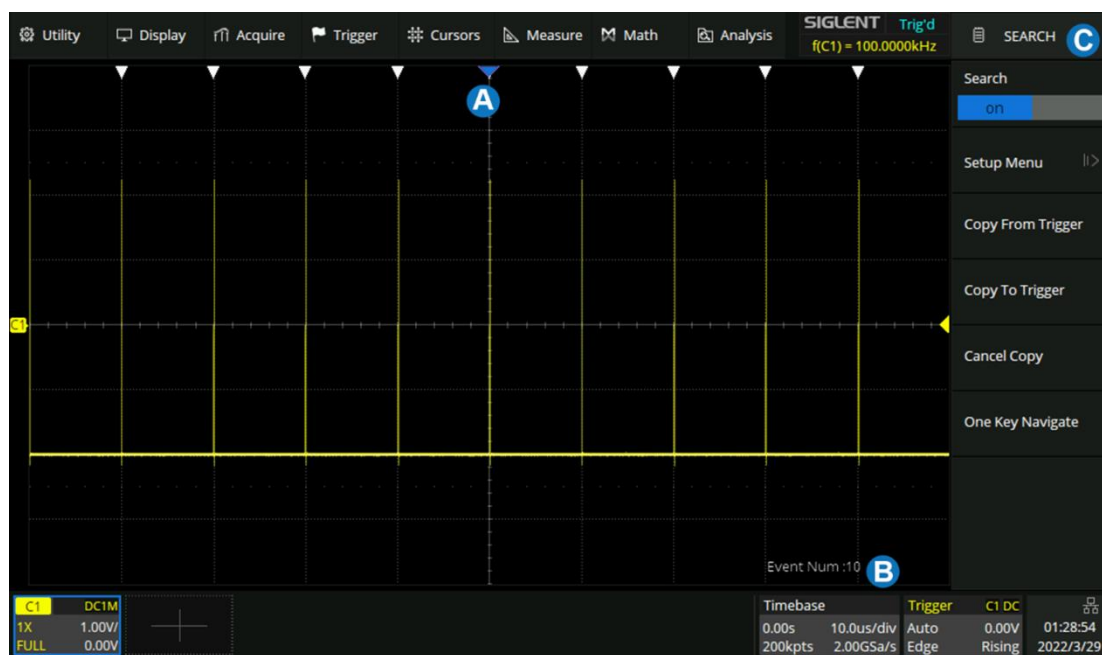 Utility Display Acquire Trigger Cursors Measure Math Analysis
SIGLENT Trig'd
f(C1) = 100.0000kHz
SEARCH C
Search
on
Setup Menu
Copy From Trigger
Copy To Trigger
Cancel Copy
One Key Navigate
A
C1
Event Num :10 B
C1 DC1M
1X 1.00V/
FULL 0.00V
Timebase
0.00s 10.0us/div
200kpts 2.00GSa/s
Trigger C1 DC
Auto 0.00V
Edge Rising
01:28:54
2022/3/29